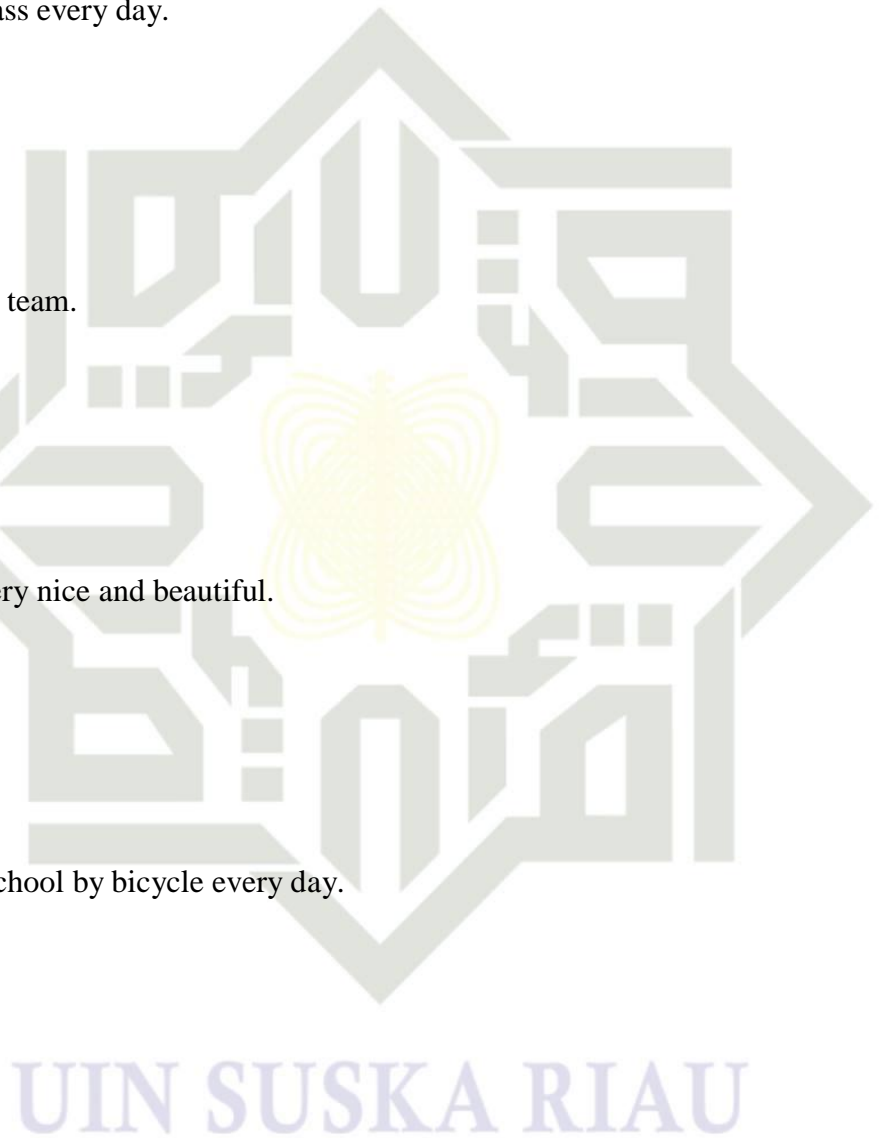 ass every day.
team.
ery nice and beautiful.
chool by bicycle every day.
UIN SUSKA RIAU